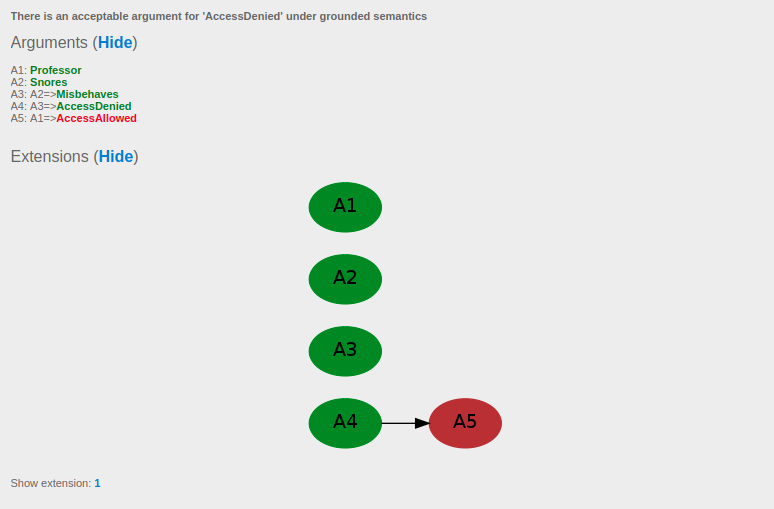 There is an acceptable argument for 'AccessDenied' under grounded semantics
Arguments (Hide)
A1: Professor
A2: Snores
A3: A2=>Misbehaves
A4: A3=>AccessDenied
A5: A1=>AccessAllowed
Extensions (Hide)
A1
A2
A3
A4 A5
Show extension: 1